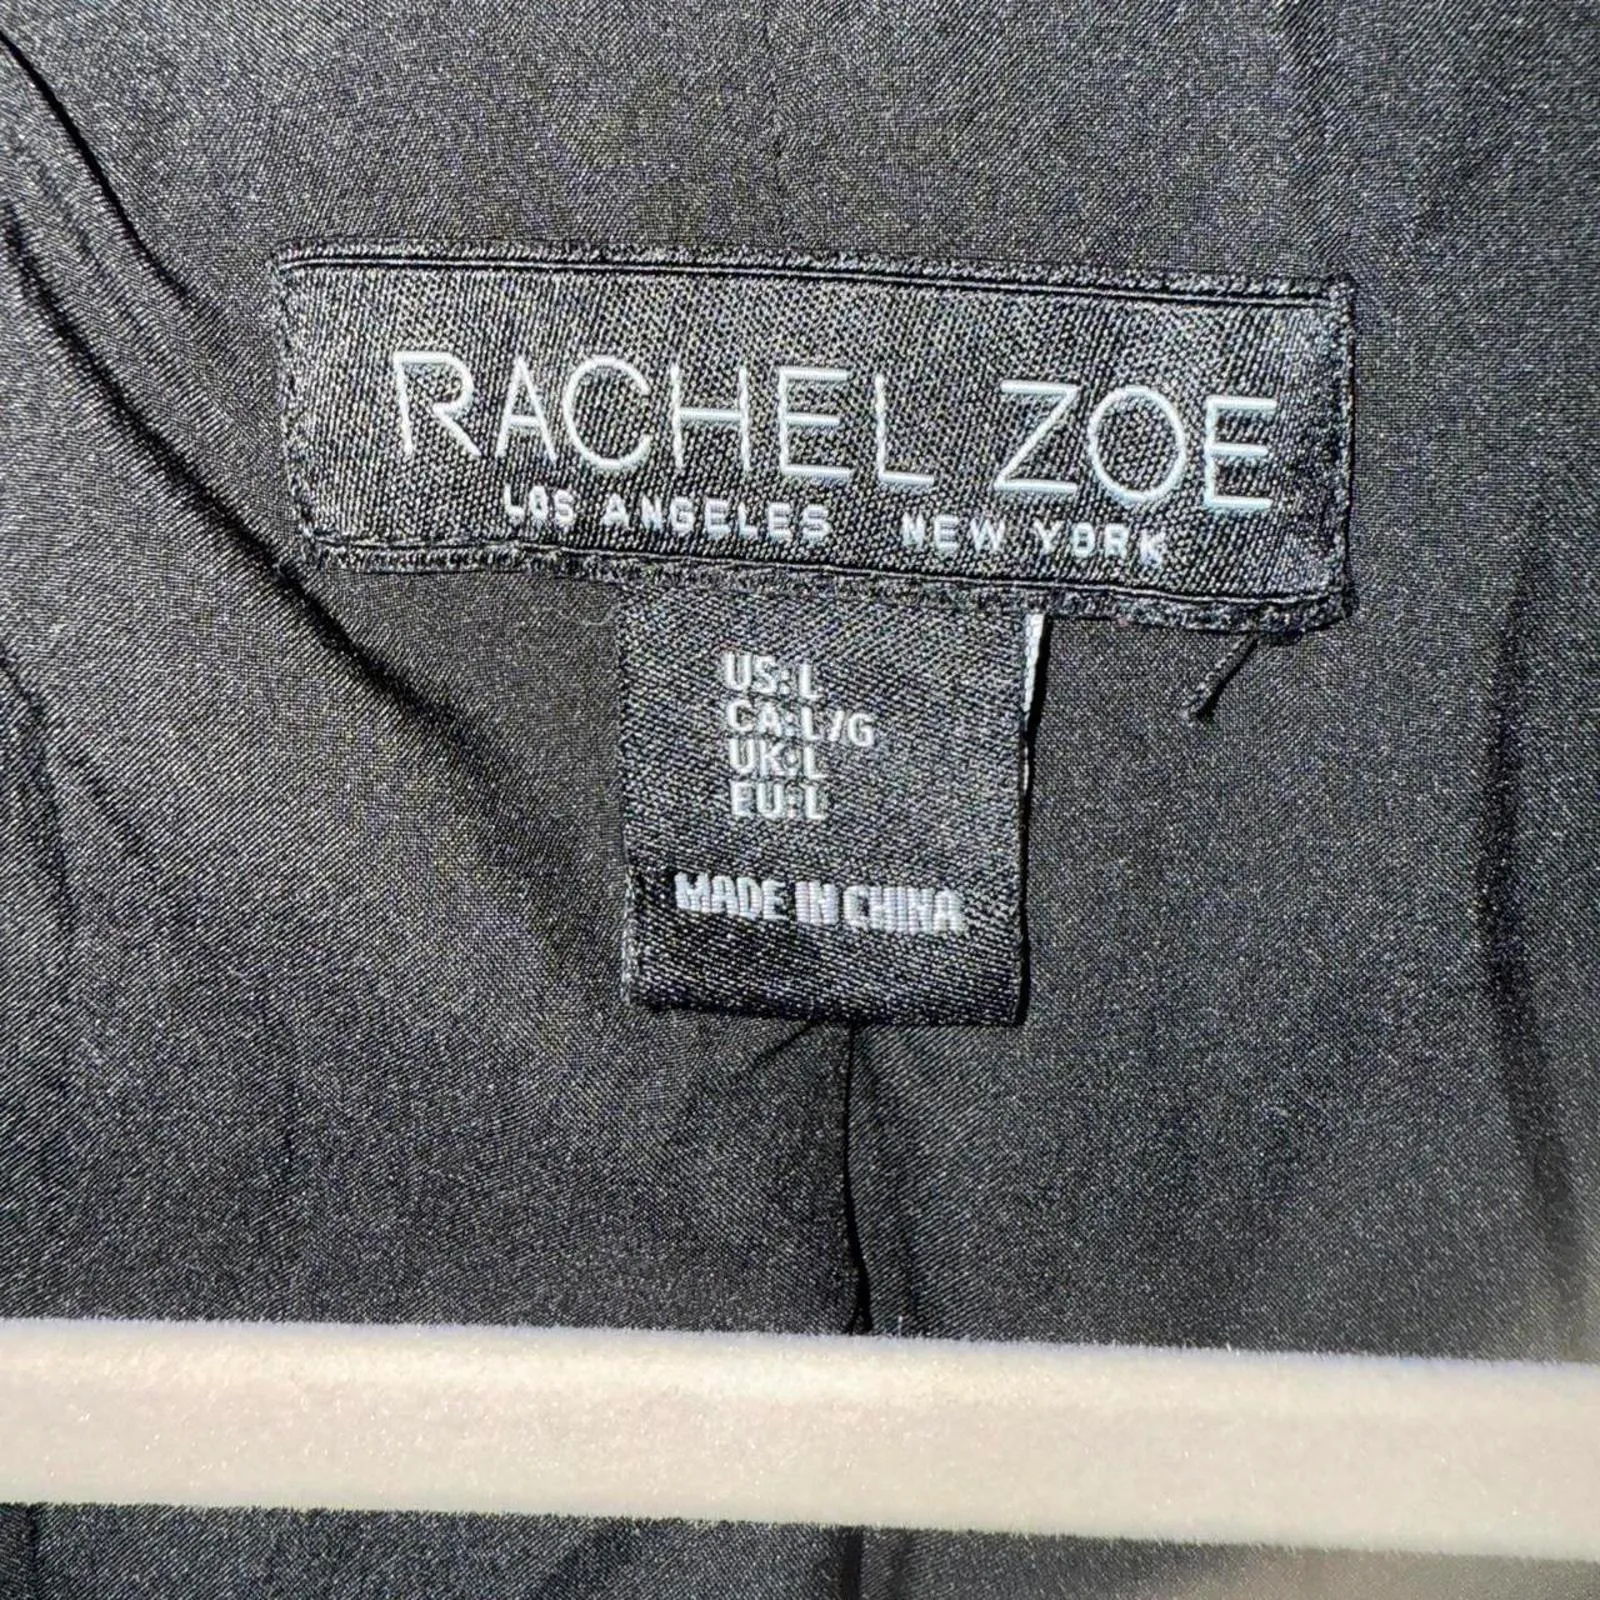 RACHEL ZOE
LOS ANGELES NEW YORK
US:L
CA:L/G
UK:L
EU:L
MADE IN CHINA